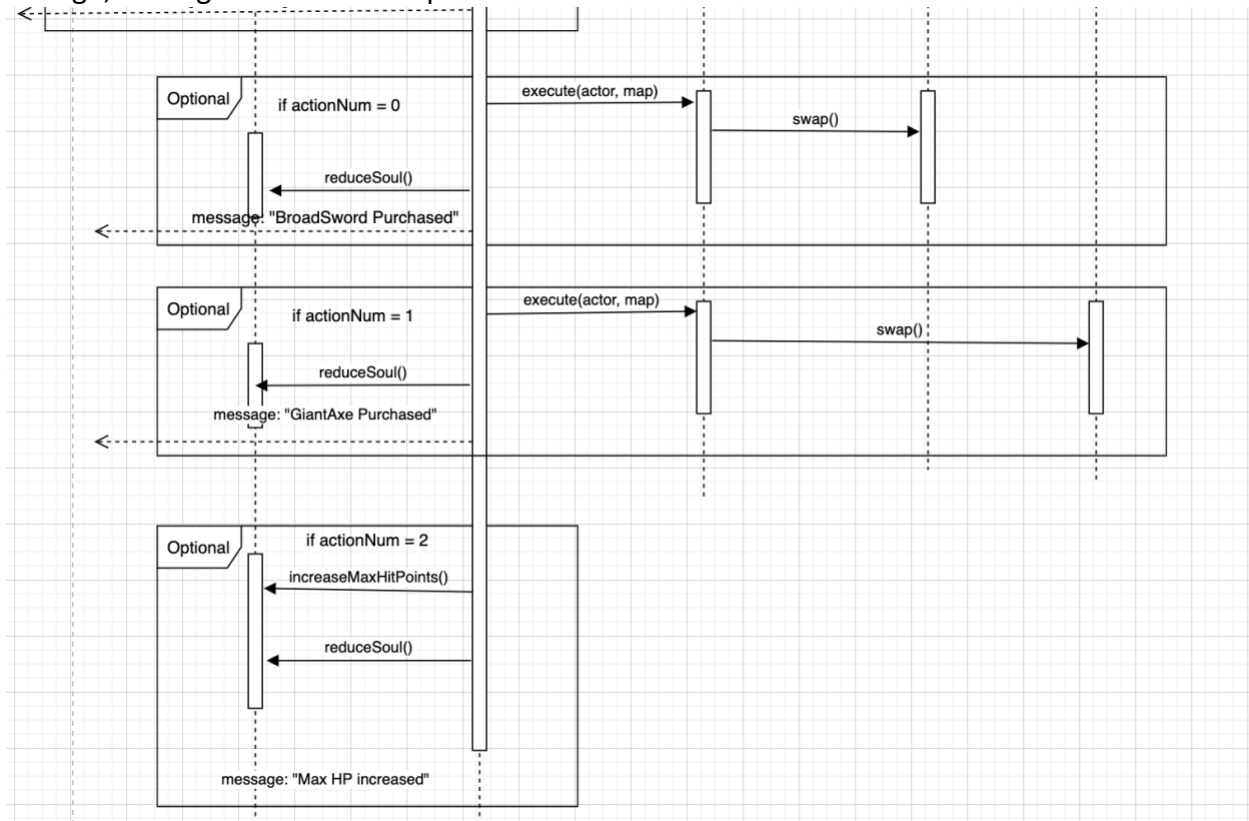 Optional
if actionNum = 0
execute(actor, map)
swap()
reduceSoul()
message: "BroadSword Purchased"
Optional
if actionNum = 1
execute(actor, map)
swap()
reduceSoul()
message: "GiantAxe Purchased"
Optional
if actionNum = 2
increaseMaxHitPoints()
reduceSoul()
message: "Max HP increased"